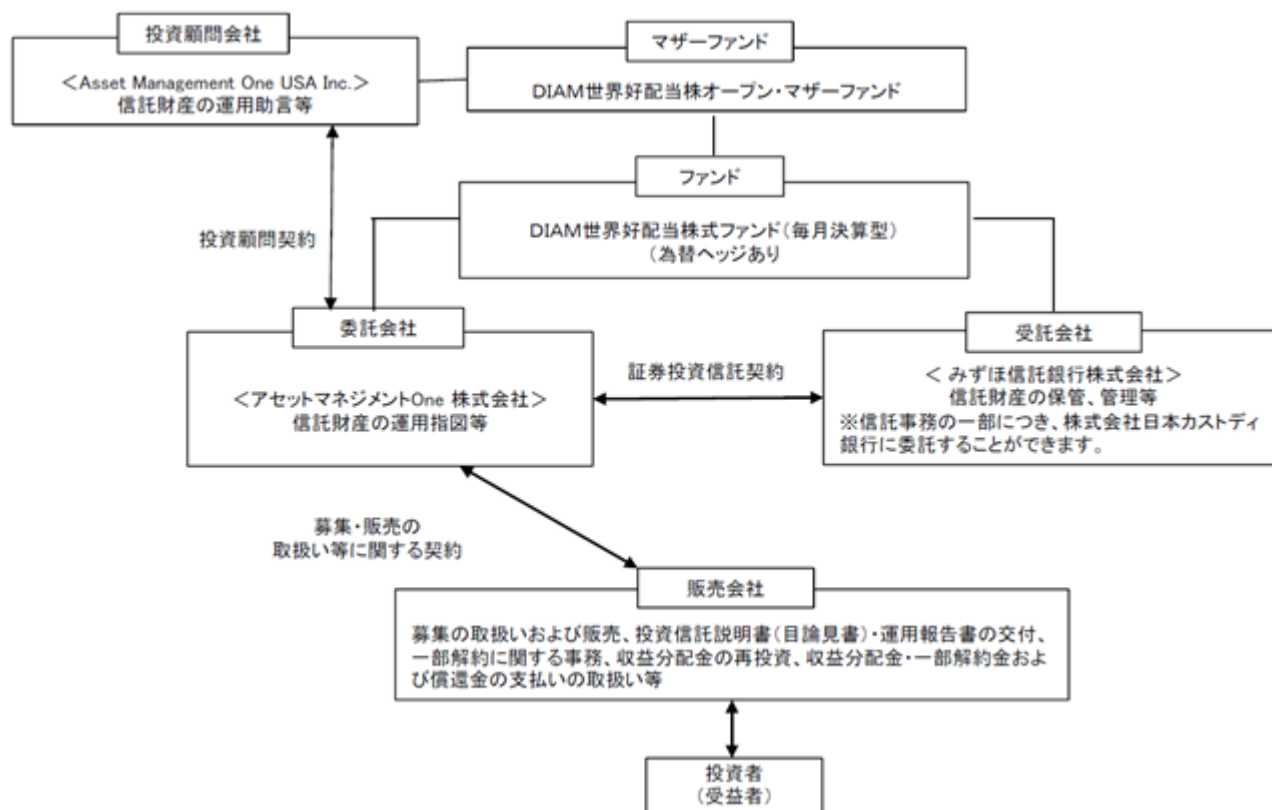 投資顧問会社
＜Asset Management One USA Inc.＞
信託財産の運用助言等
マザーファンド
DIAM世界好配当株オープン・マザーファンド
ファンド
DIAM世界好配当株式ファンド（毎月決算型）
（為替ヘッジあり
投資顧問契約
委託会社
＜アセットマネジメントOne 株式会社＞
信託財産の運用指図等
証券投資信託契約
受託会社
＜ みずほ信託銀行株式会社＞
信託財産の保管、管理等
※信託事務の一部につき、株式会社日本カストディ
銀行に委託することができます。
募集・販売の
取扱い等に関する契約
販売会社
募集の取扱いおよび販売、投資信託説明書（目論見書）・運用報告書の交付、
一部解約に関する事務、収益分配金の再投資、収益分配金・一部解約金およ
び償還金の支払いの取扱い等
投資者
（受益者）